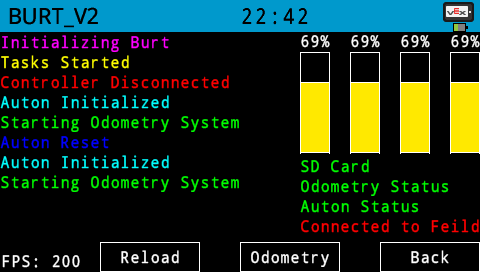 BURT_V2 22:42 vex
Initializing Burt
Tasks Started
Controller Disconnected
Auton Initialized
Starting Odometry System
Auton Reset
Auton Initialized
Starting Odometry System
69% 69% 69% 69%
SD Card
Odometry Status
Auton Status
Connected to Feild
FPS: 200 Reload Odometry Back